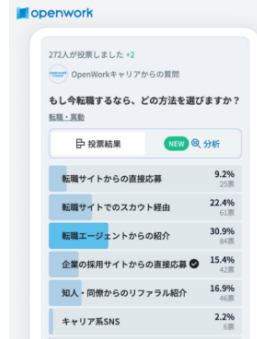 openwork
272人が投票しました +2
OpenWorkキャリアからの質問
もし今転職するなら、どの方法を選びますか？
転職・異動
投票結果
NEW 分析
転職サイトからの直接応募 9.2%
25票
転職サイトでのスカウト経由 22.4%
61票
転職エージェントからの紹介 30.9%
84票
企業の採用サイトからの直接応募 15.4%
42票
知人・同僚からのリファラル紹介 16.9%
46票
キャリア系SNS 2.2%
6票